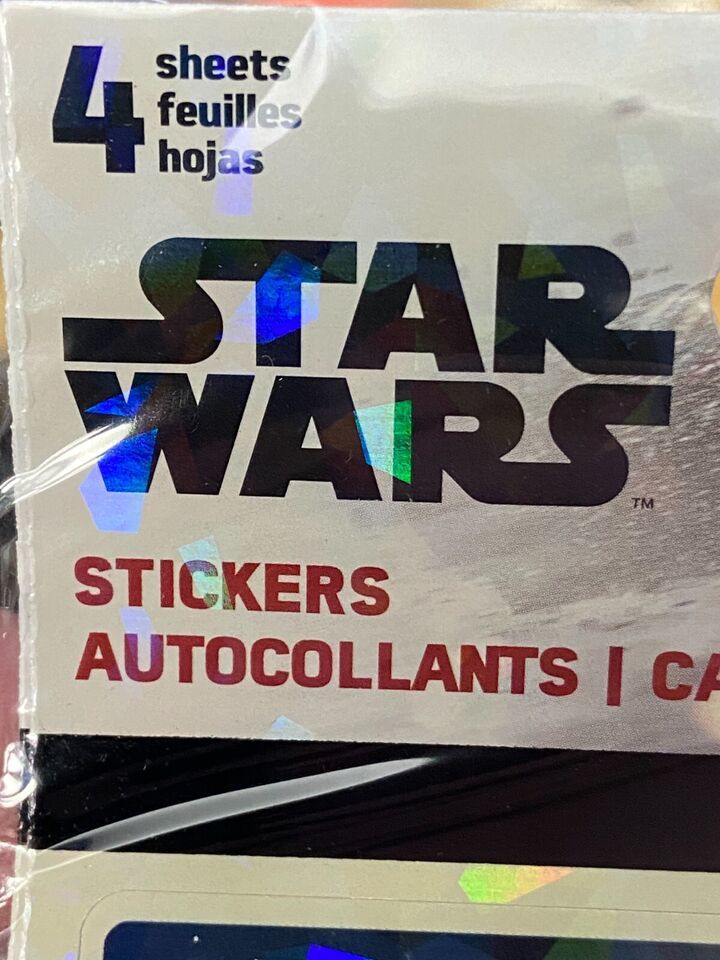 4 sheets
feuilles
hojas
STAR
WARS
TM
STICKERS
AUTOCOLLANTS |